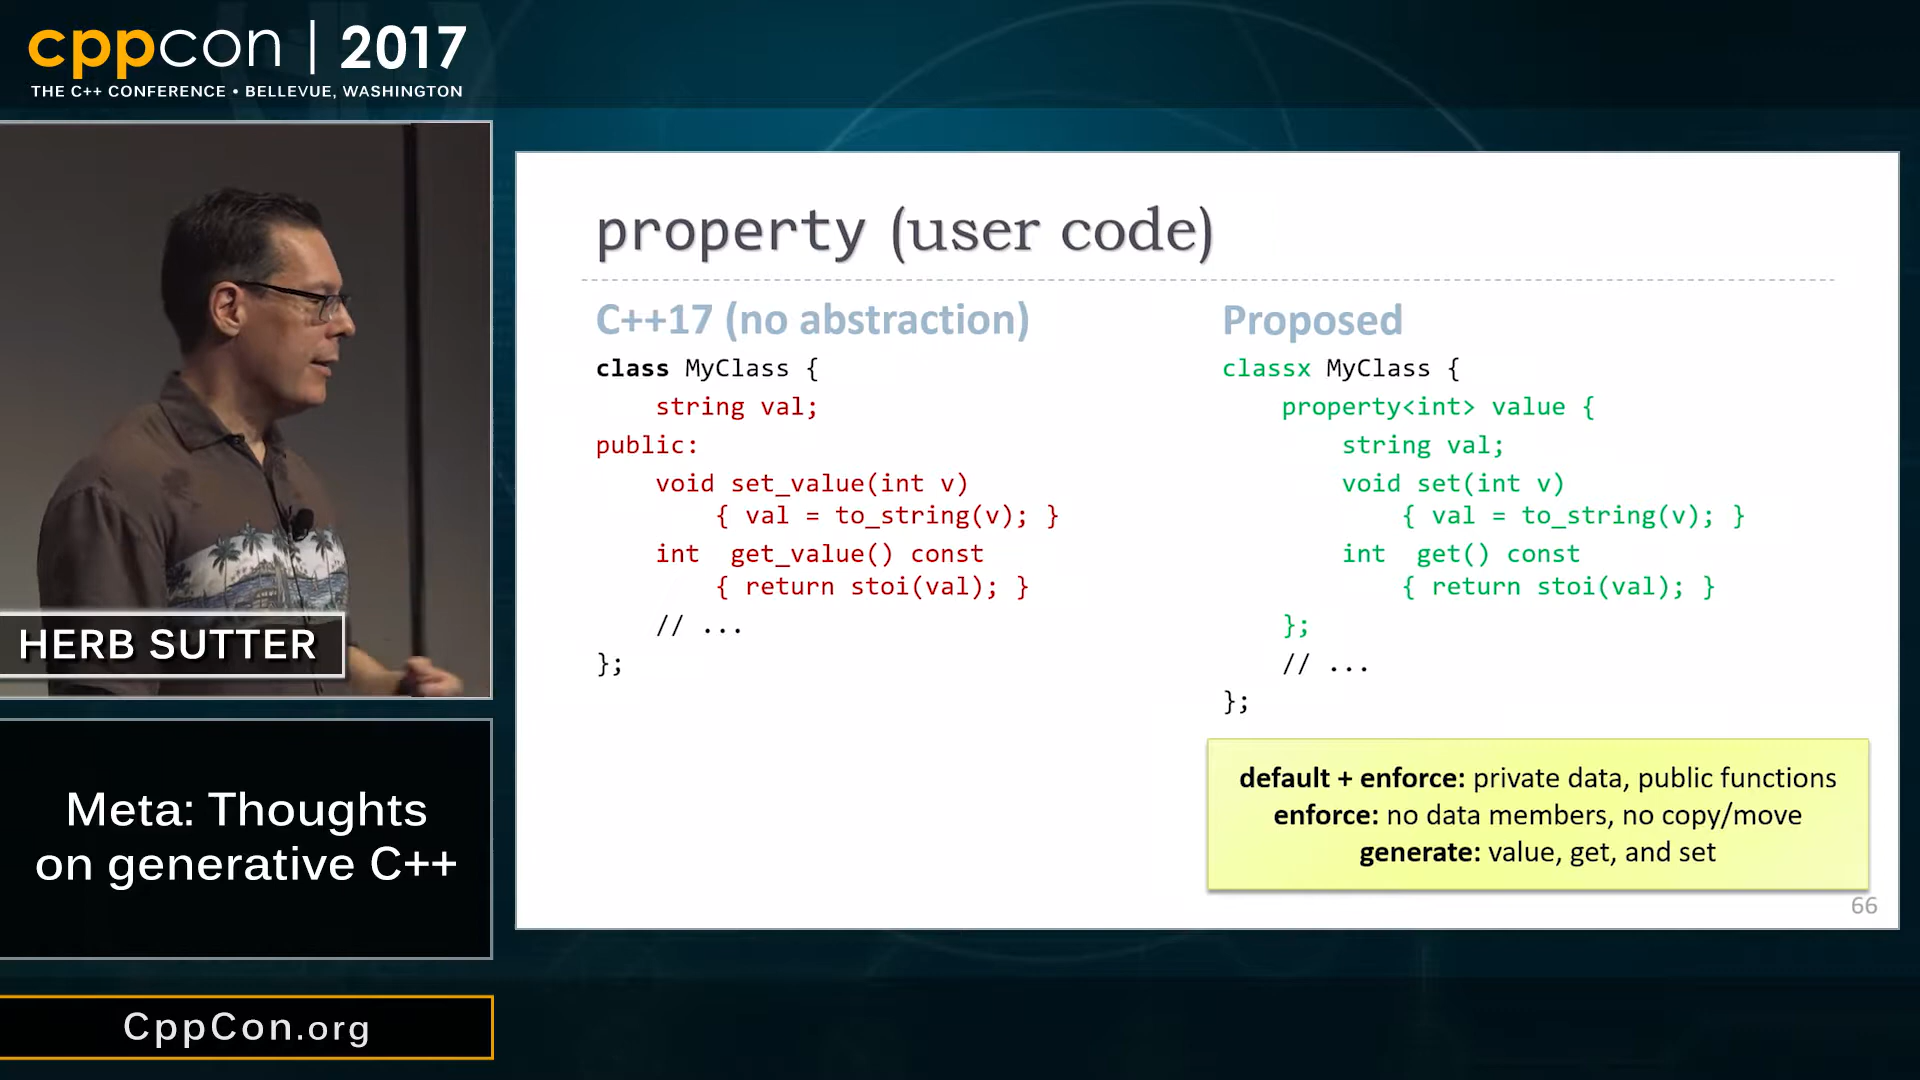 cppcon | 2017
THE C++ CONFERENCE • BELLEVUE, WASHINGTON
HERB SUTTER
Meta: Thoughts
on generative C++
CppCon.org
property (user code)
C++17 (no abstraction)
class MyClass {
    string val;
public:
    void set_value(int v)
        { val = to_string(v); }
    int  get_value() const
        { return stoi(val); }
    // ...
};
Proposed
classx MyClass {
    property<int> value {
        string val;
        void set(int v)
            { val = to_string(v); }
        int  get() const
            { return stoi(val); }
    };
    // ...
};
default + enforce: private data, public functions
enforce: no data members, no copy/move
generate: value, get, and set
66